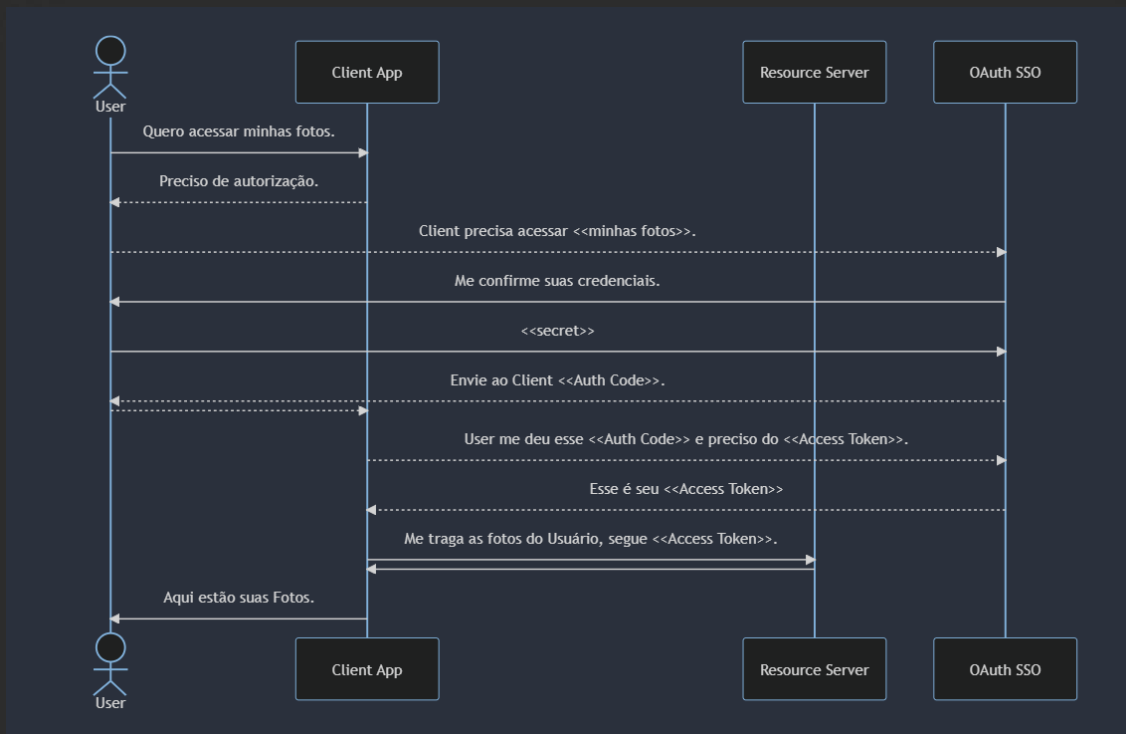 Client App
Resource Server
OAuth SSO
User
Quero acessar minhas fotos.
Preciso de autorização.
Client precisa acessar <<minhas fotos>>.
Me confirme suas credenciais.
<<secret>>
Envie ao Client <<Auth Code>>.
User me deu esse <<Auth Code>> e preciso do <<Access Token>>.
Esse é seu <<Access Token>>
Me traga as fotos do Usuário, segue <<Access Token>>.
Aqui estão suas Fotos.
Client App
Resource Server
OAuth SSO
User